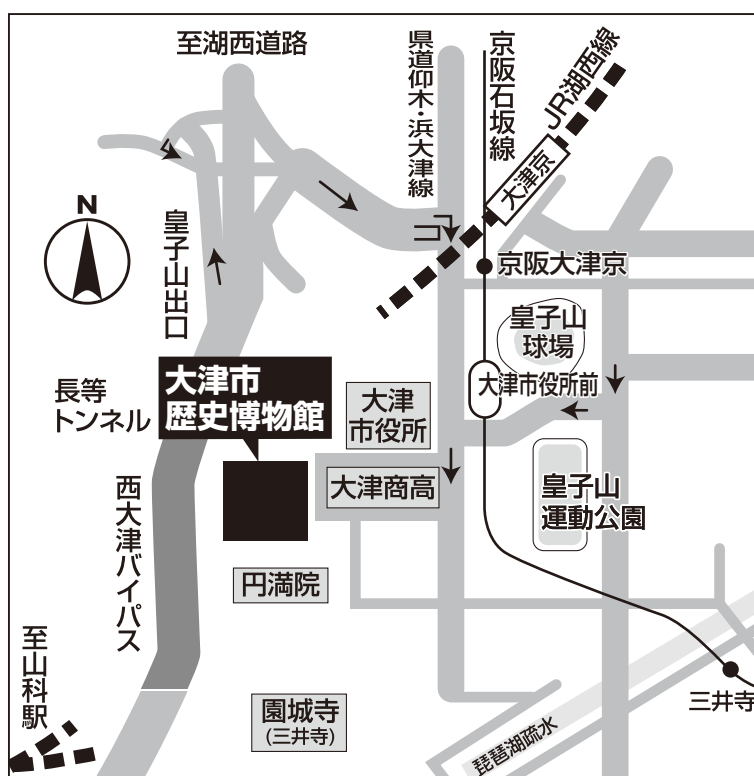 至湖西道路
県道仰木・浜大津線
京阪石坂線
JR湖西線
大津京
N
皇子山出口
京阪大津京
皇子山
球場
長等
トンネル
大津市
歴史博物館
大津
市役所
大津市役所前
大津商高
皇子山
運動公園
西大津バイパス
円満院
至山科駅
園城寺
(三井寺)
三井寺
琵琶湖疏水